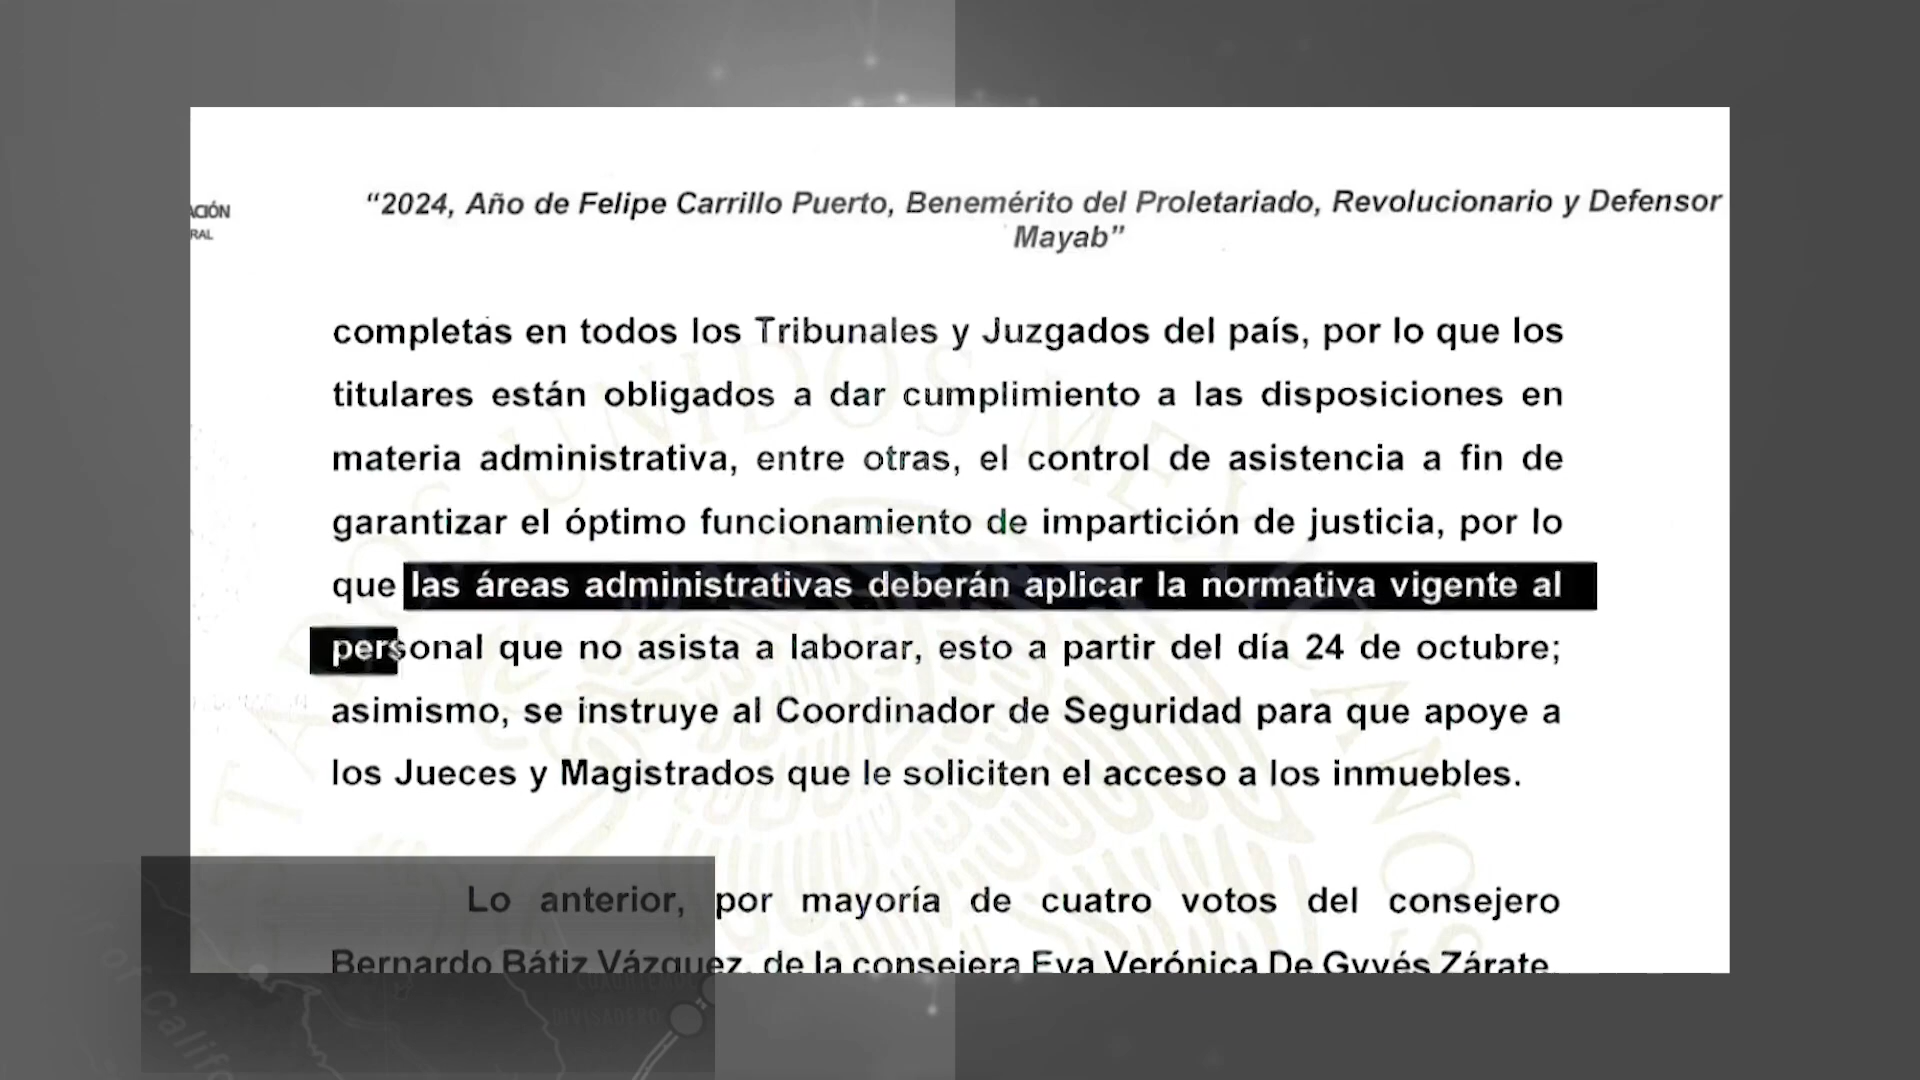 ACIÓN
RAL
“2024, Año de Felipe Carrillo Puerto, Benemérito del Proletariado, Revolucionario y Defensor
Mayab”
completas en todos los Tribunales y Juzgados del país, por lo que los
titulares están obligados a dar cumplimiento a las disposiciones en
materia administrativa, entre otras, el control de asistencia a fin de
garantizar el óptimo funcionamiento de impartición de justicia, por lo
que las áreas administrativas deberán aplicar la normativa vigente al
personal que no asista a laborar, esto a partir del día 24 de octubre;
asimismo, se instruye al Coordinador de Seguridad para que apoye a
los Jueces y Magistrados que le soliciten el acceso a los inmuebles.
Lo anterior, por mayoría de cuatro votos del consejero
Bernardo Bátiz Vázquez, de la consejera Eva Verónica De Gyvés Zárate,
ESTADOS UNIDOS MEXICANOS
DIVISADERO